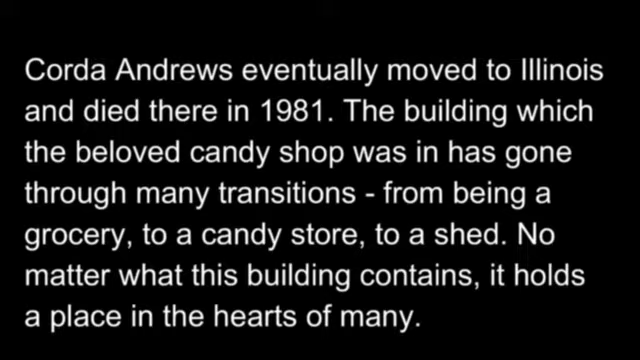 Corda Andrews eventually moved to Illinois
and died there in 1981. The building which
the beloved candy shop was in has gone
through many transitions - from being a
grocery, to a candy store, to a shed. No
matter what this building contains, it holds
a place in the hearts of many.